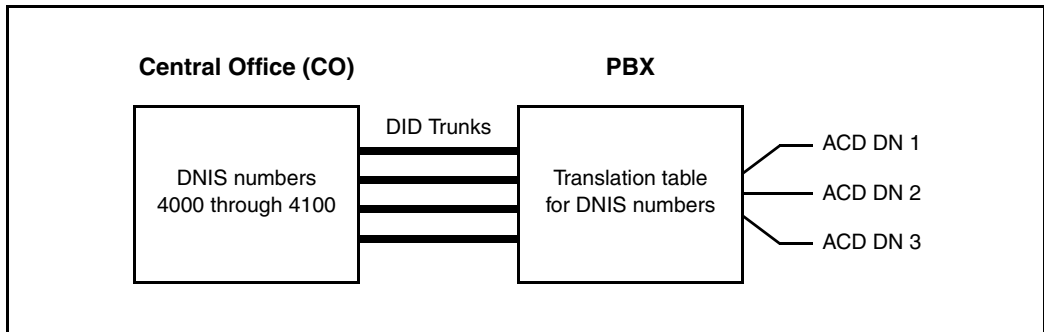 Central Office (CO)
PBX
DID Trunks
DNIS numbers
4000 through 4100
Translation table
for DNIS numbers
ACD DN 1
ACD DN 2
ACD DN 3